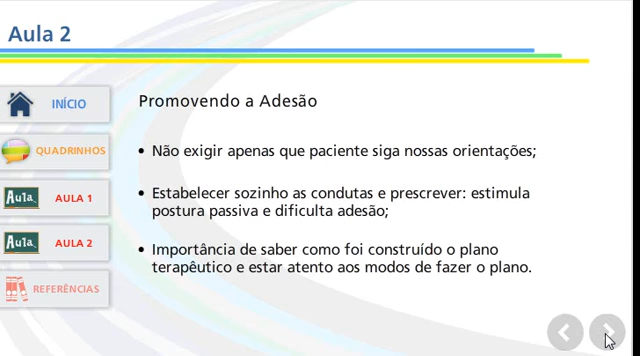 Aula 2
INÍCIO
QUADRINHOS
Aula
AULA 1
Aula
AULA 2
REFERÊNCIAS
Promovendo a Adesão
• Não exigir apenas que paciente siga nossas orientações;
• Estabelecer sozinho as condutas e prescrever: estimula
postura passiva e dificulta adesão;
• Importância de saber como foi construído o plano
terapêutico e estar atento aos modos de fazer o plano.